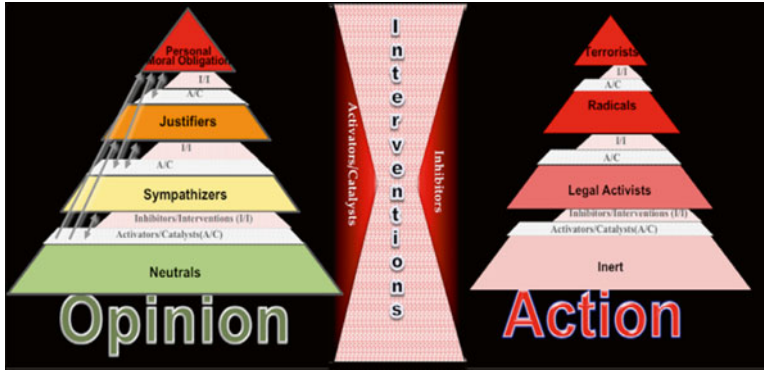 Personal
Moral Obligation
I/I
A/C
Justifiers
I/I
A/C
Sympathizers
Inhibitors/Interventions (I/I)
Activators/Catalysts(A/C)
Neutrals
Opinion
Activators/Catalysts
Interventions
Inhibitors
Terrorists
I/I
A/C
Radicals
I/I
A/C
Legal Activists
Inhibitors/Interventions (I/I)
Activators/Catalysts(A/C)
Inert
Action